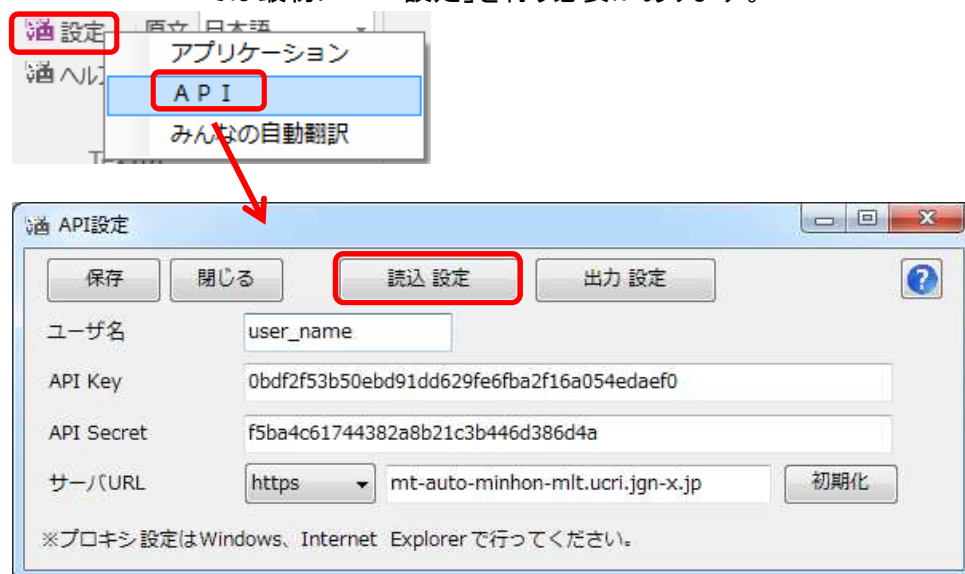 設定 原文 日本語
アプリケーション
ヘル
ＡＰＩ
みんなの自動翻訳
API設定
保存 閉じる 読込 設定 出力 設定
ユーザ名 user_name
API Key 0bdf2f53b50ebd91dd629fe6fba2f16a054edaef0
API Secret f5ba4c61744382a8b21c3b446d386d4a
サーバURL https mt-auto-minhon-mlt.ucri.jgn-x.jp 初期化
※プロキシ設定はWindows、Internet Explorerで行ってください。